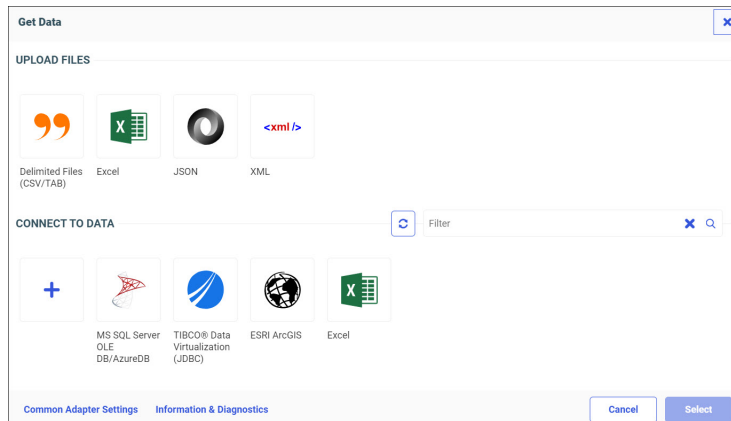 Get Data
UPLOAD FILES
<xml />
Delimited Files
(CSV/TAB)
Excel
JSON
XML
CONNECT TO DATA
Filter
MS SQL Server
OLE
DB/AzureDB
TIBCO® Data
Virtualization
(JDBC)
ESRI ArcGIS
Excel
Common Adapter Settings
Information & Diagnostics
Cancel
Select